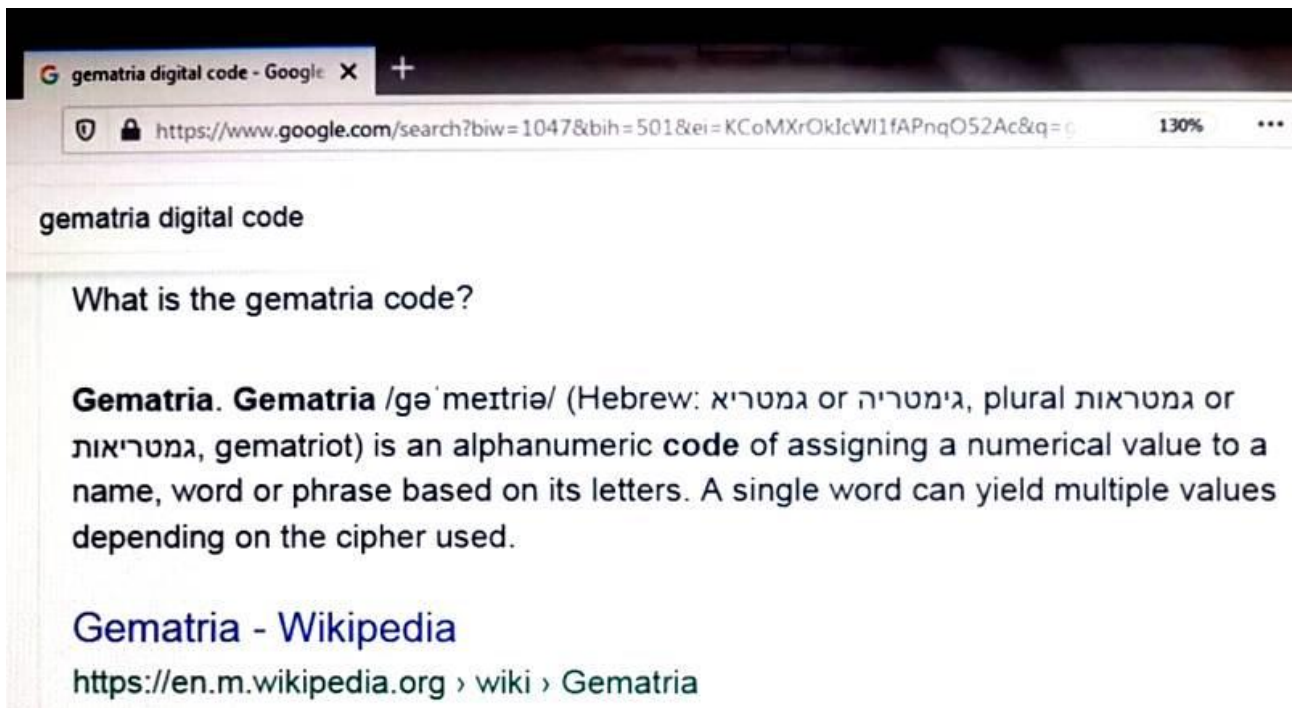 gematria digital code - Google
https://www.google.com/search?biw=1047&bih=501&ei=KCoMXrOkIcWI1fAPnqO52Ac&q=g
130%
gematria digital code
What is the gematria code?
Gematria. Gematria /ɡəˈmeɪtriə/ (Hebrew: גמטריא or גימטריה, plural גמטראות or
גמטריאות, gematriot) is an alphanumeric code of assigning a numerical value to a
name, word or phrase based on its letters. A single word can yield multiple values
depending on the cipher used.
Gematria - Wikipedia
https://en.m.wikipedia.org › wiki › Gematria